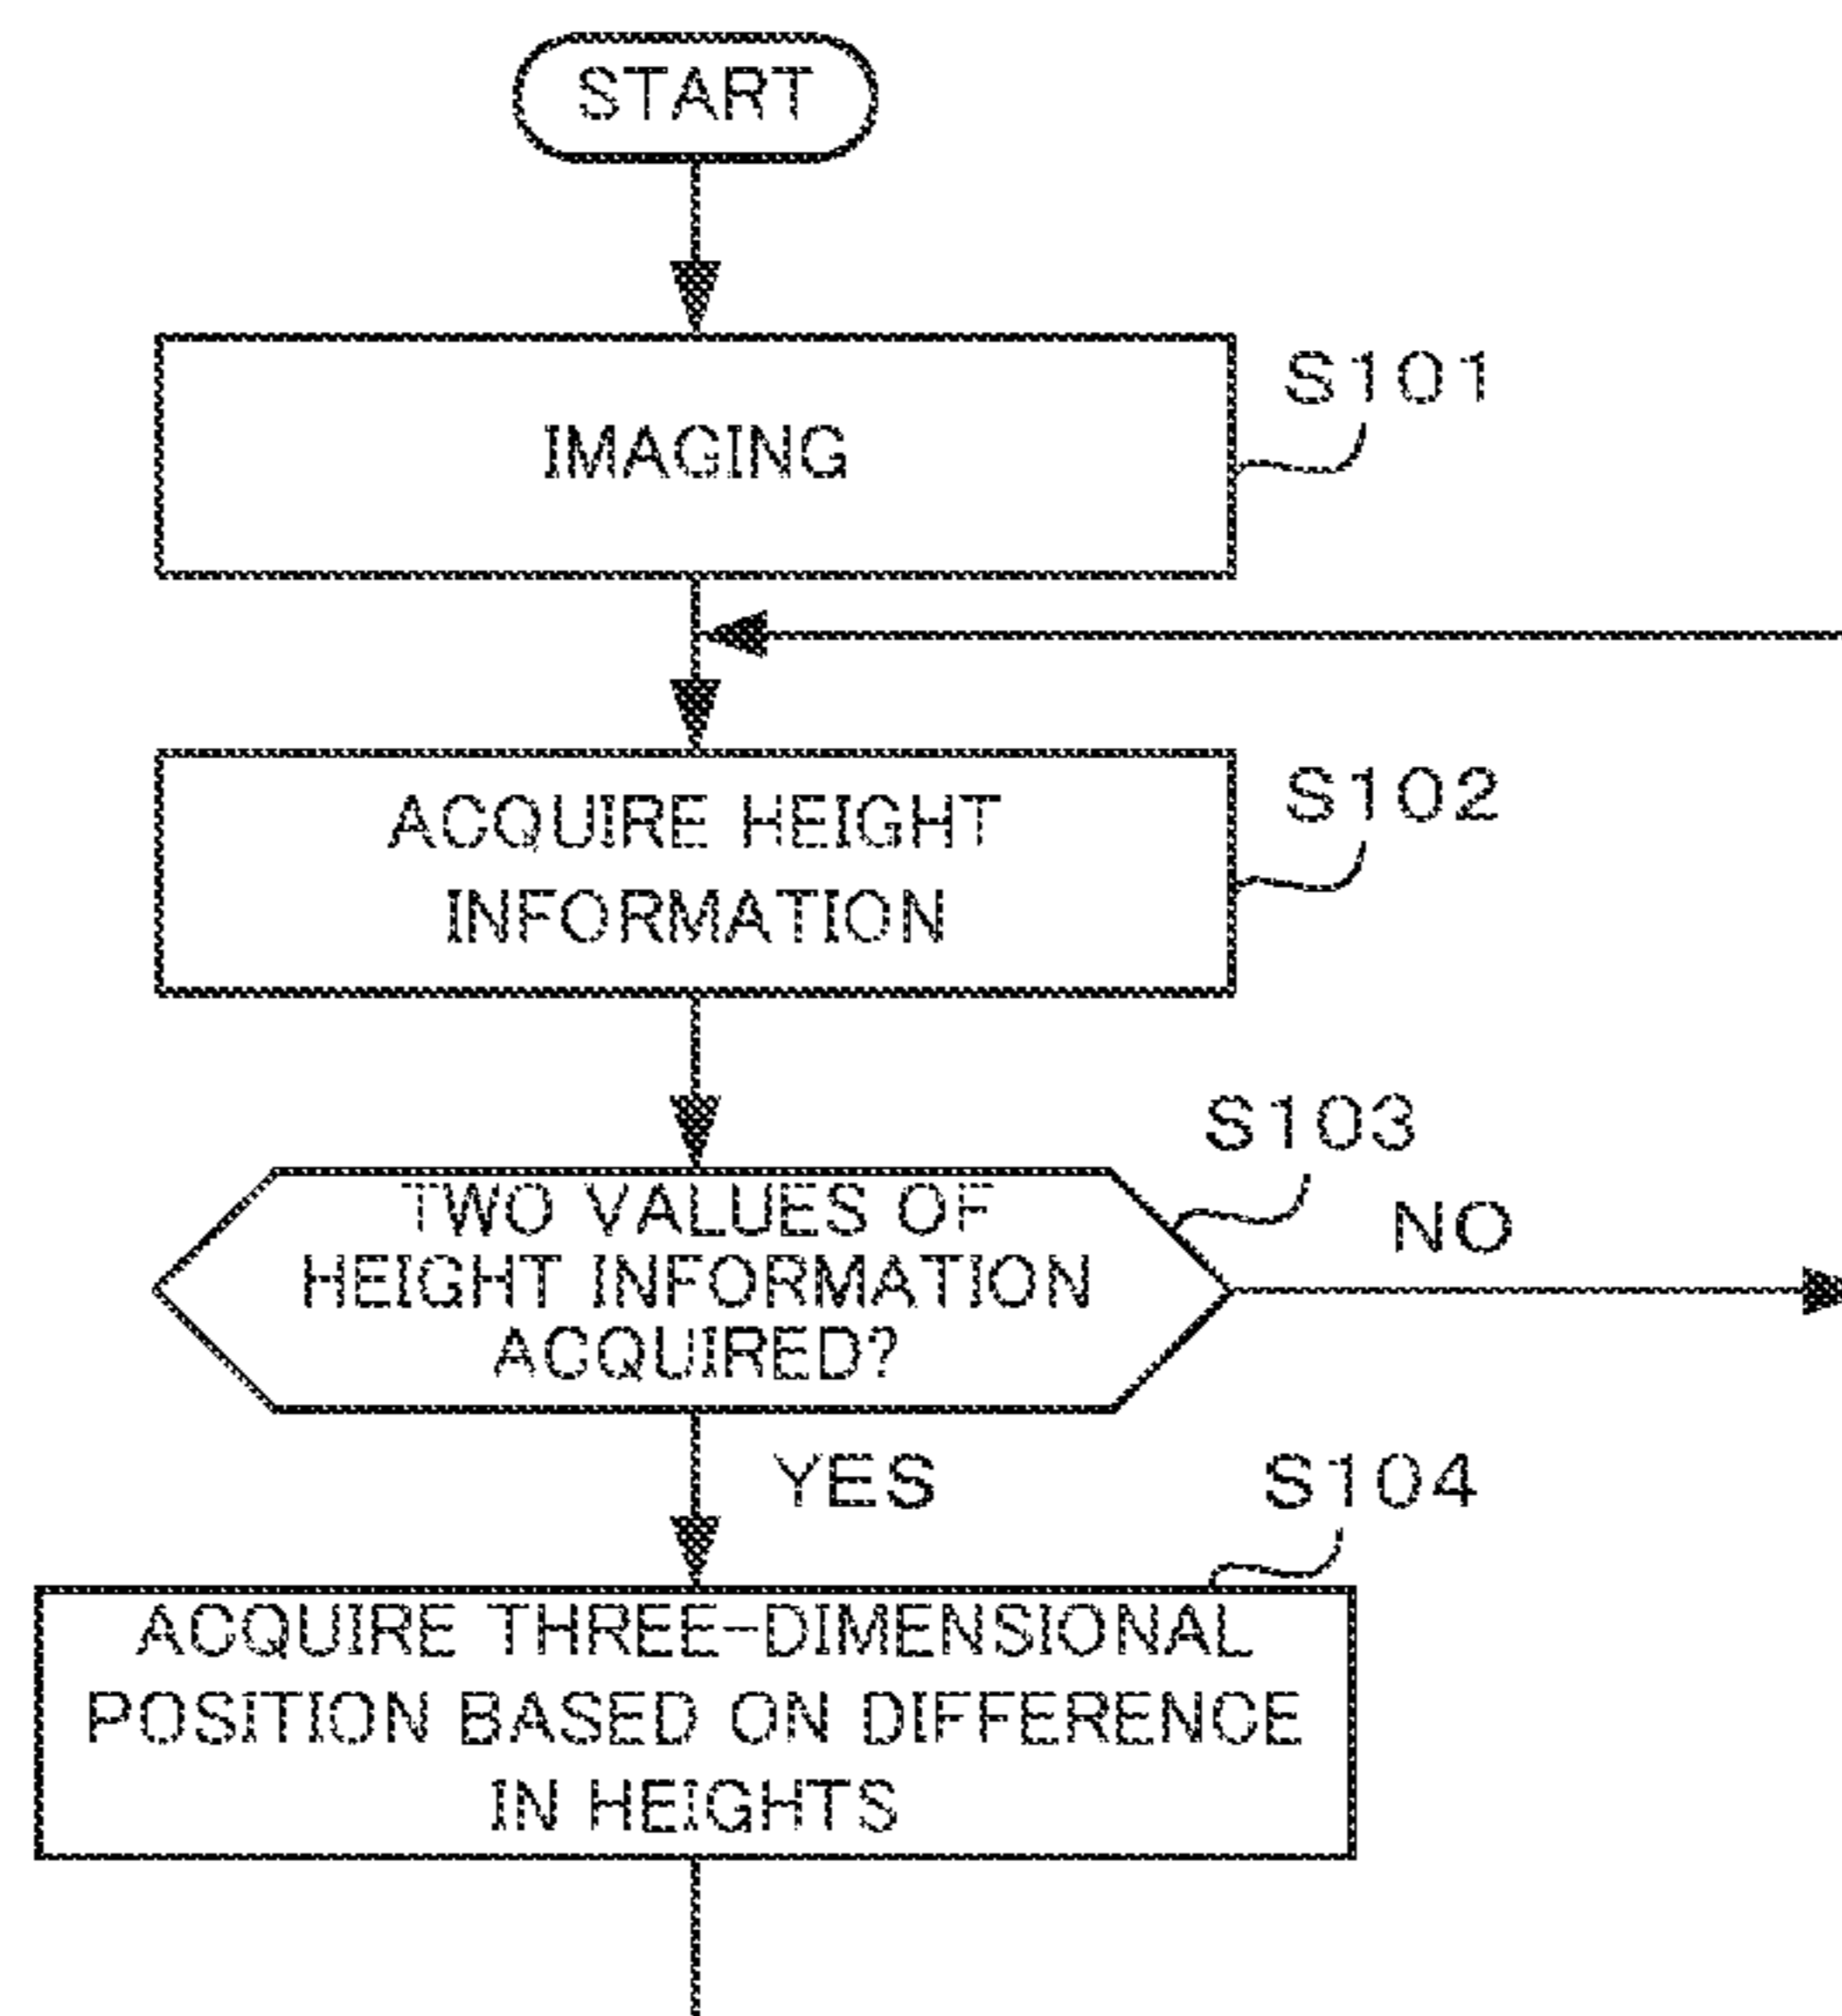 START
IMAGING
S101
ACQUIRE HEIGHT
INFORMATION
S102
TWO VALUES OF
HEIGHT INFORMATION
ACQUIRED?
S103
NO
YES
S104
ACQUIRE THREE-DIMENSIONAL
POSITION BASED ON DIFFERENCE
IN HEIGHTS